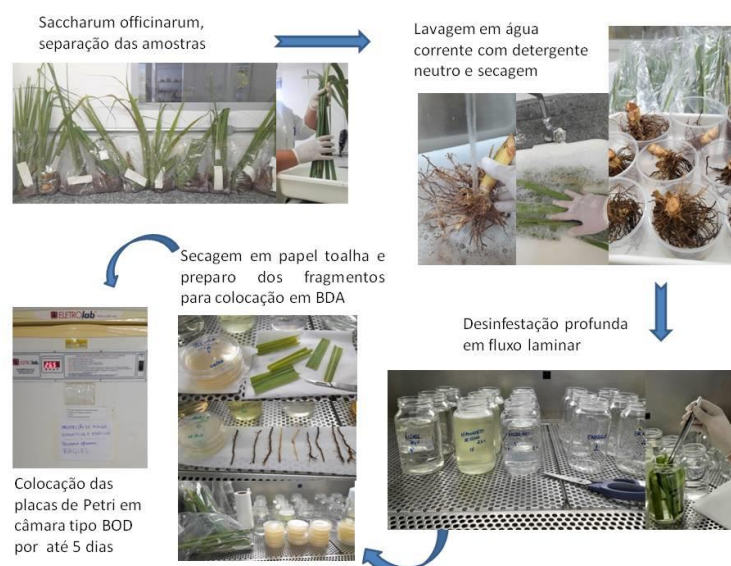 Saccharum officinarum,
separação das amostras
Lavagem em água
corrente com detergente
neutro e secagem
Desinfestação profunda
em fluxo laminar
Secagem em papel toalha e
preparo dos fragmentos
para colocação em BDA
ELETROlab
Colocação das
placas de Petri em
câmara tipo BOD
por até 5 dias